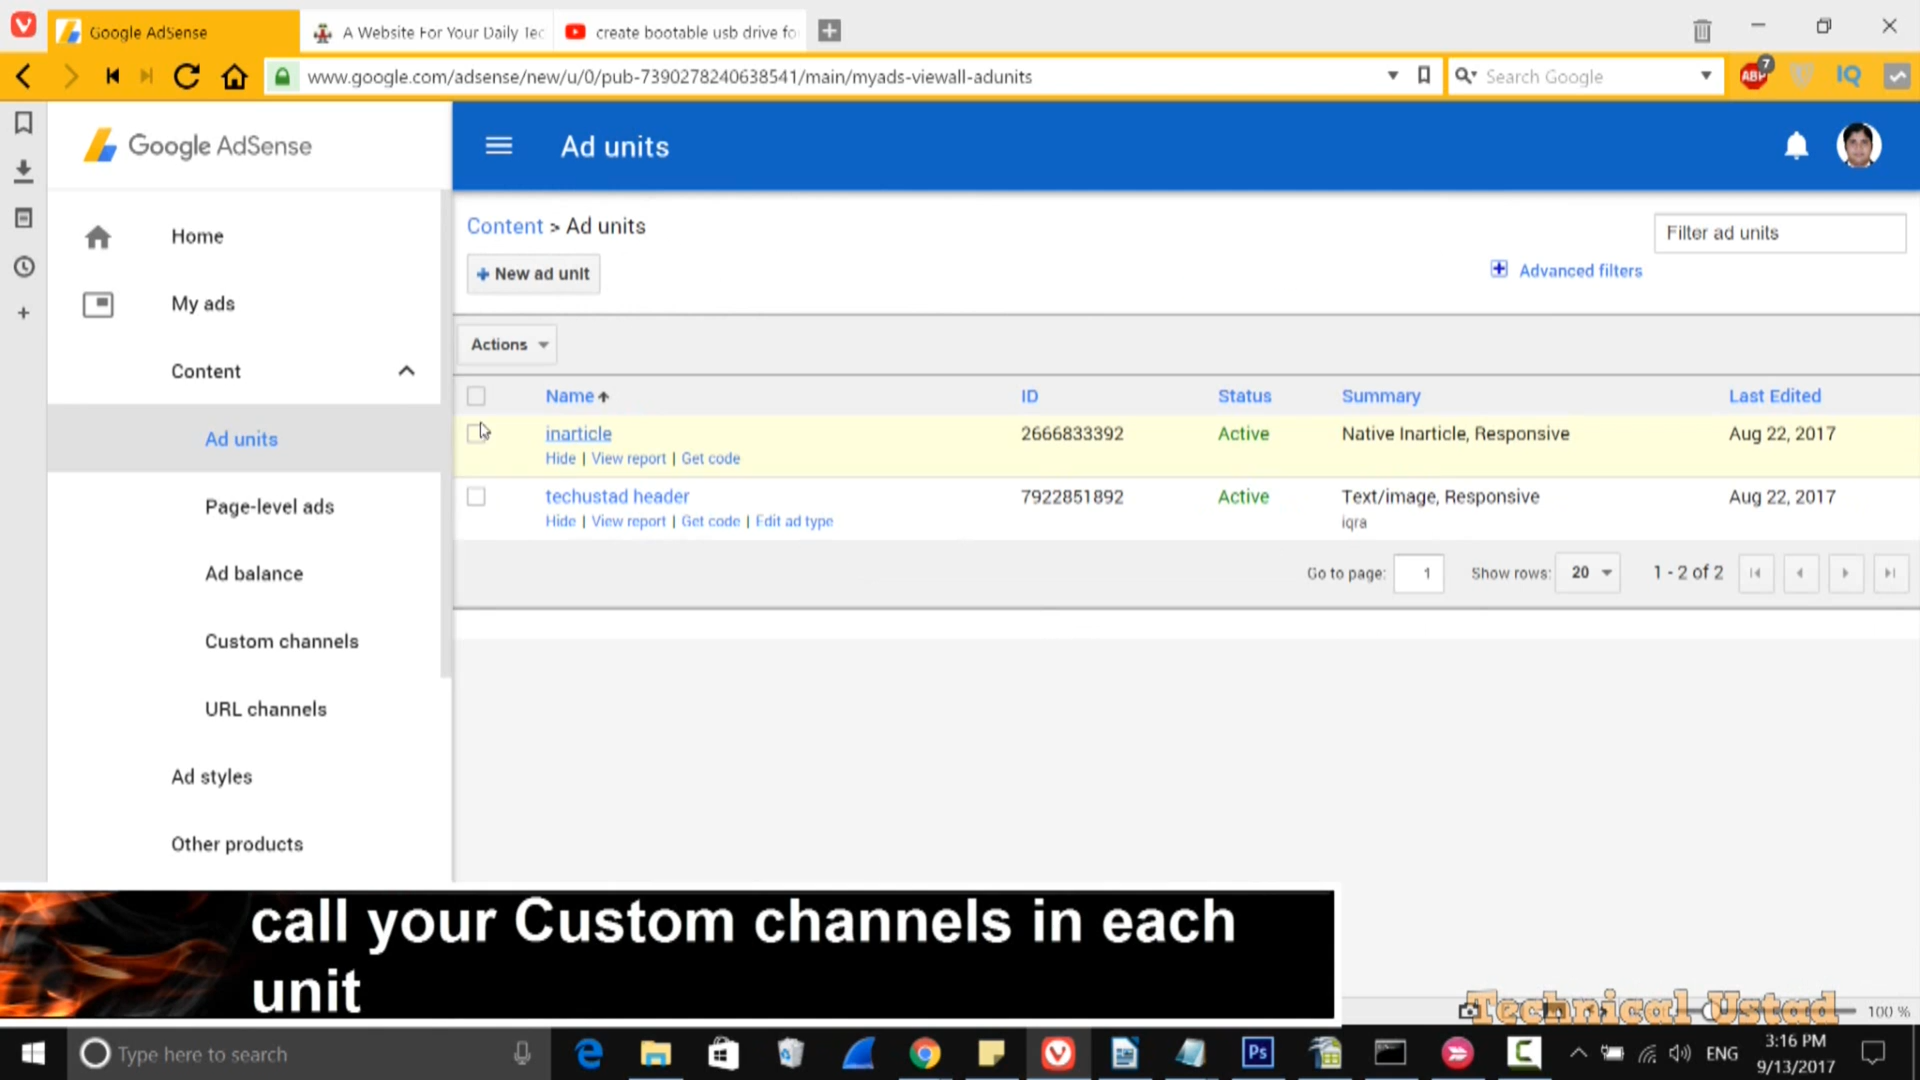 Google AdSense
A Website For Your Daily Tec
create bootable usb drive fo
www.google.com/adsense/new/u/0/pub-7390278240638541/main/myads-viewall-adunits
Search Google
ABP
7
IQ
Google AdSense
Ad units
Home
My ads
Content
Ad units
Page-level ads
Ad balance
Custom channels
URL channels
Ad styles
Other products
Content > Ad units
Filter ad units
+ New ad unit
Advanced filters
Actions
Name ID Status Summary Last Edited
inarticle 2666833392 Active Native Inarticle, Responsive Aug 22, 2017
Hide | View report | Get code
techustad header 7922851892 Active Text/image, Responsive Aug 22, 2017
Hide | View report | Get code | Edit ad type iqra
Go to page: 1 Show rows: 20 1 - 2 of 2
call your Custom channels in each
unit
Technical Ustad
100 %
Type here to search
Ps
ENG
3:16 PM
9/13/2017